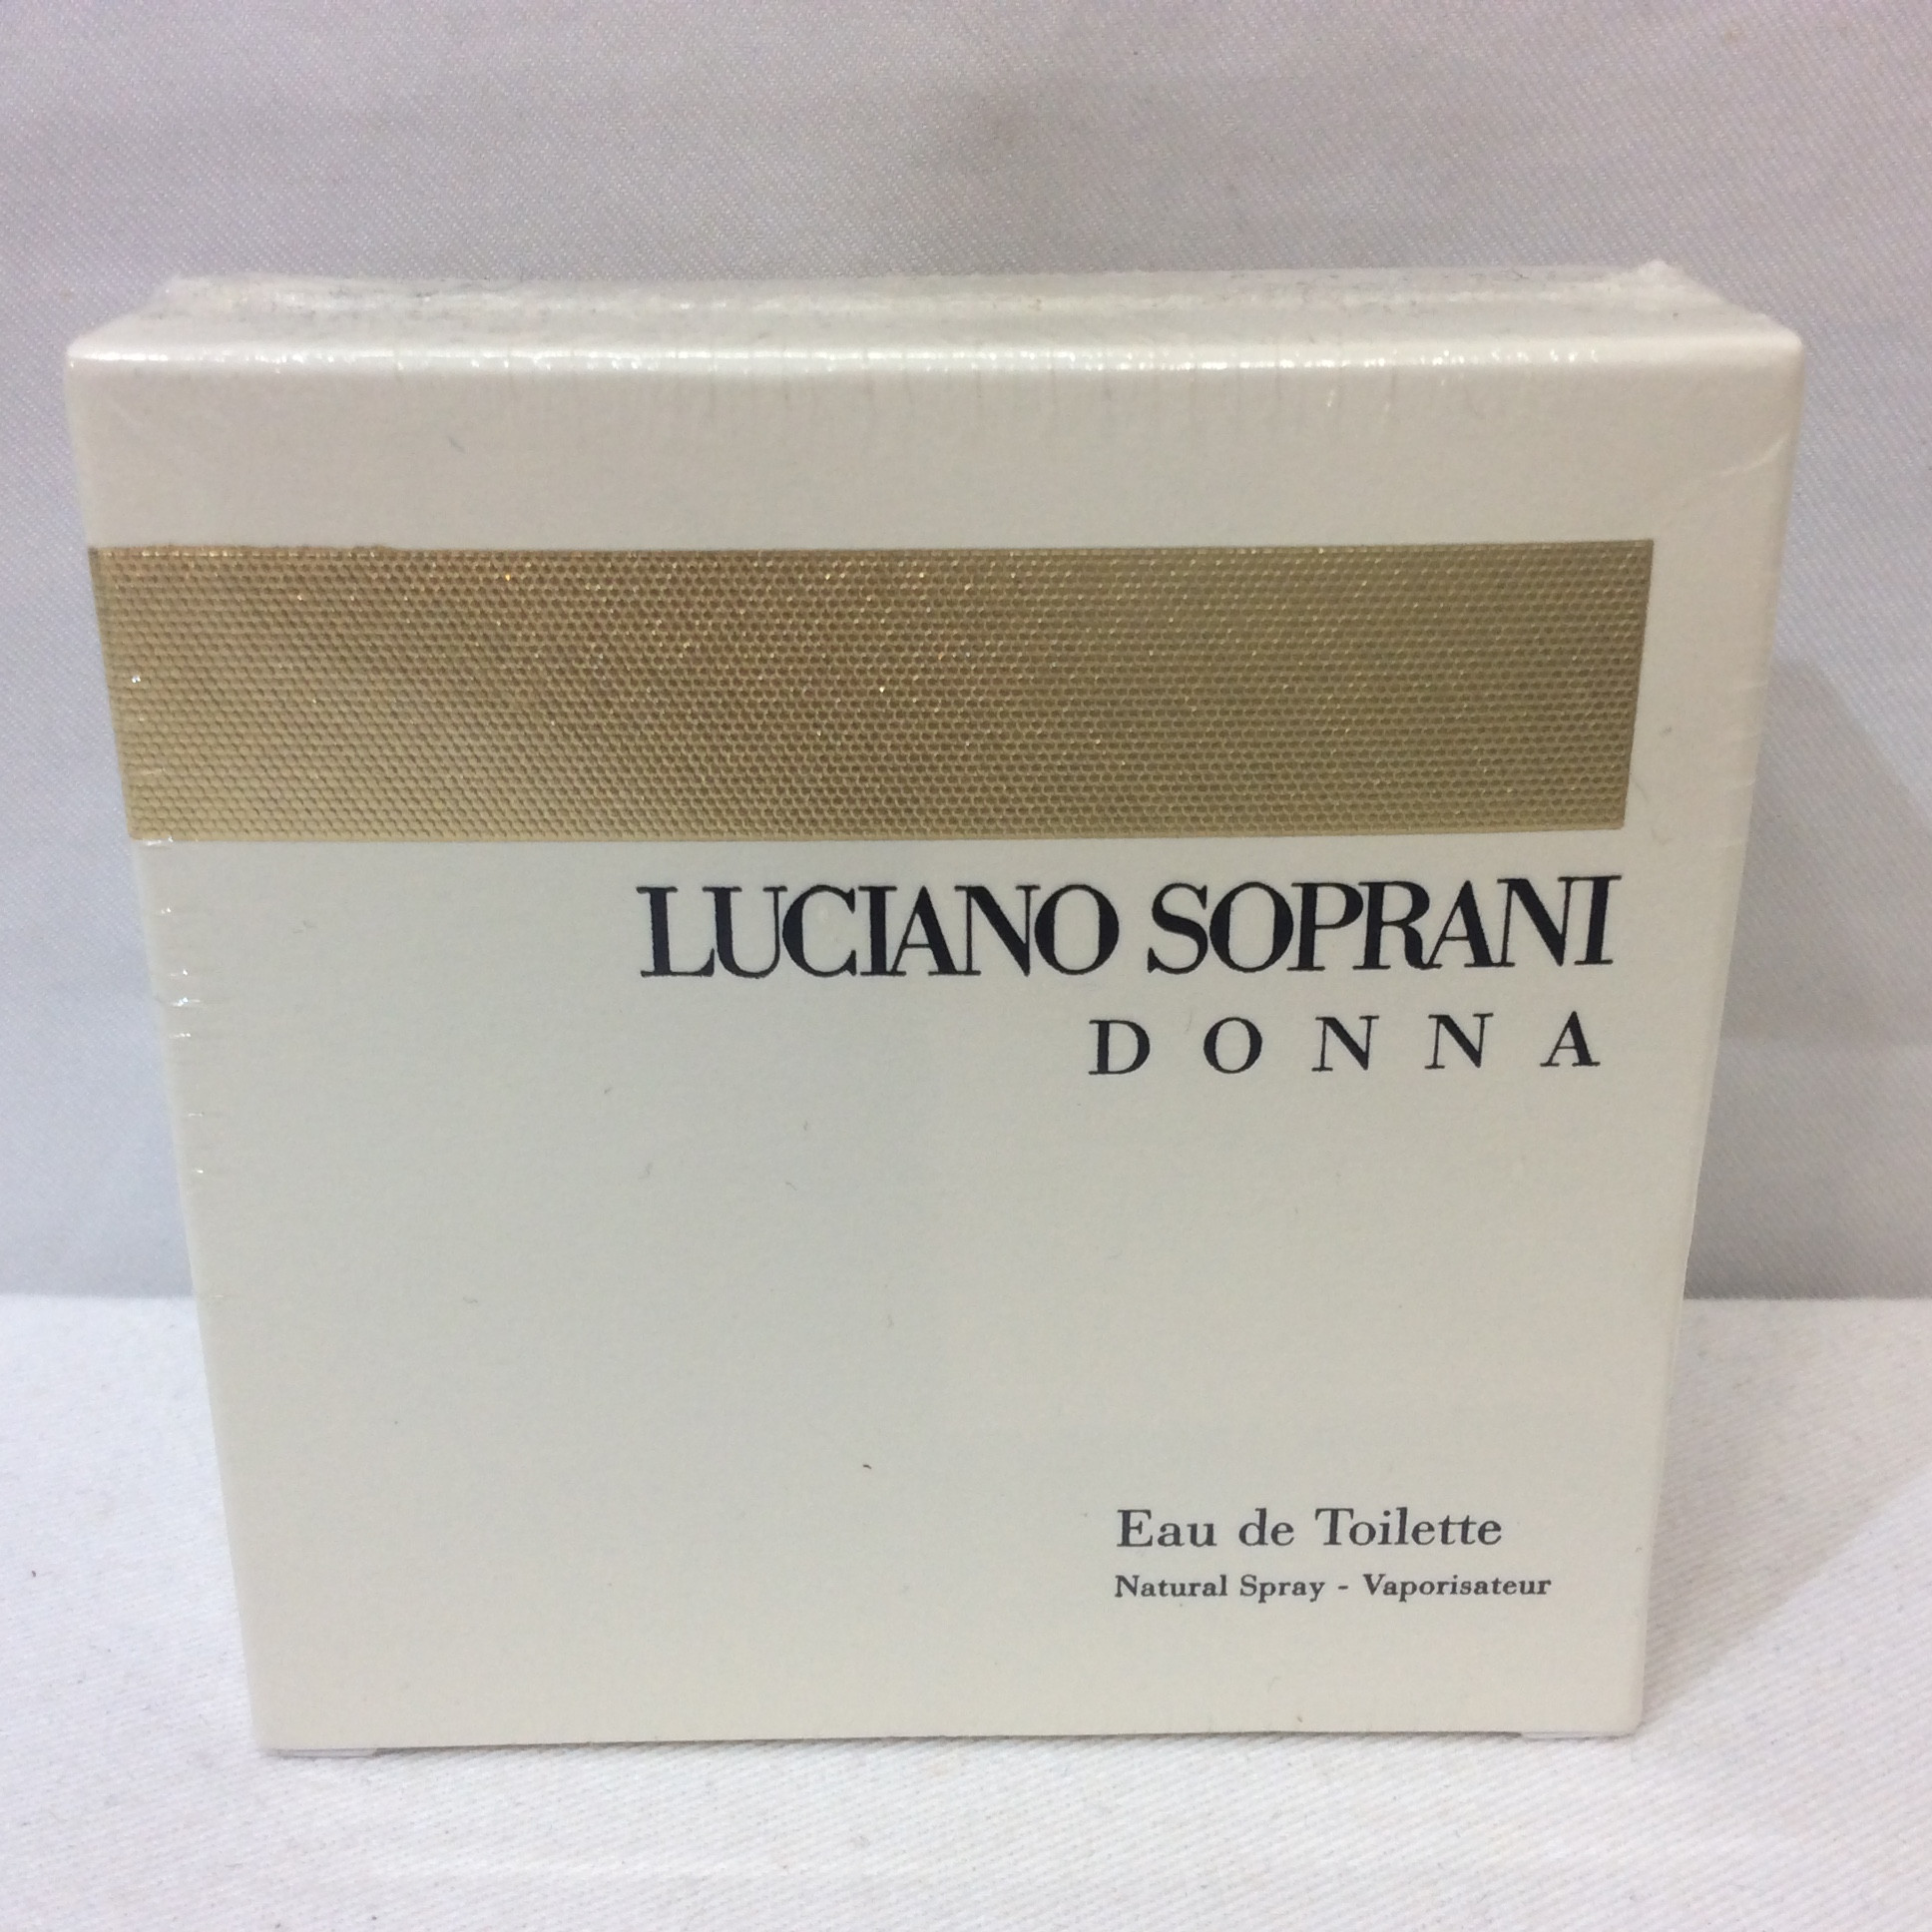 LUCIANO SOPRANI
DONNA
Eau de Toilette
Natural Spray - Vaporisateur